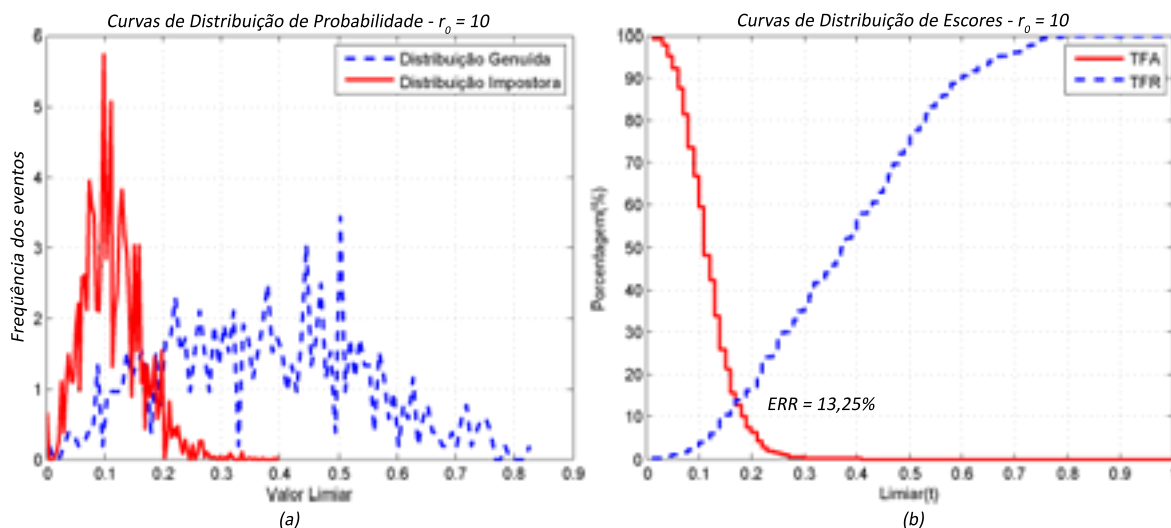 Curvas de Distribuição de Probabilidade - r₀ = 10
6
5
4
3
2
1
0
Freqüência dos eventos
Distribuição Genuída
Distribuição Impostora
0 0.1 0.2 0.3 0.4 0.5 0.6 0.7 0.8 0.9
Valor Limiar
(a)
Curvas de Distribuição de Escores - r₀ = 10
100
90
80
70
60
50
40
30
20
10
0
Porcentagem(%)
TFA
TFR
ERR = 13,25%
0.1 0.2 0.3 0.4 0.5 0.6 0.7 0.8 0.9
Limiar(t)
(b)